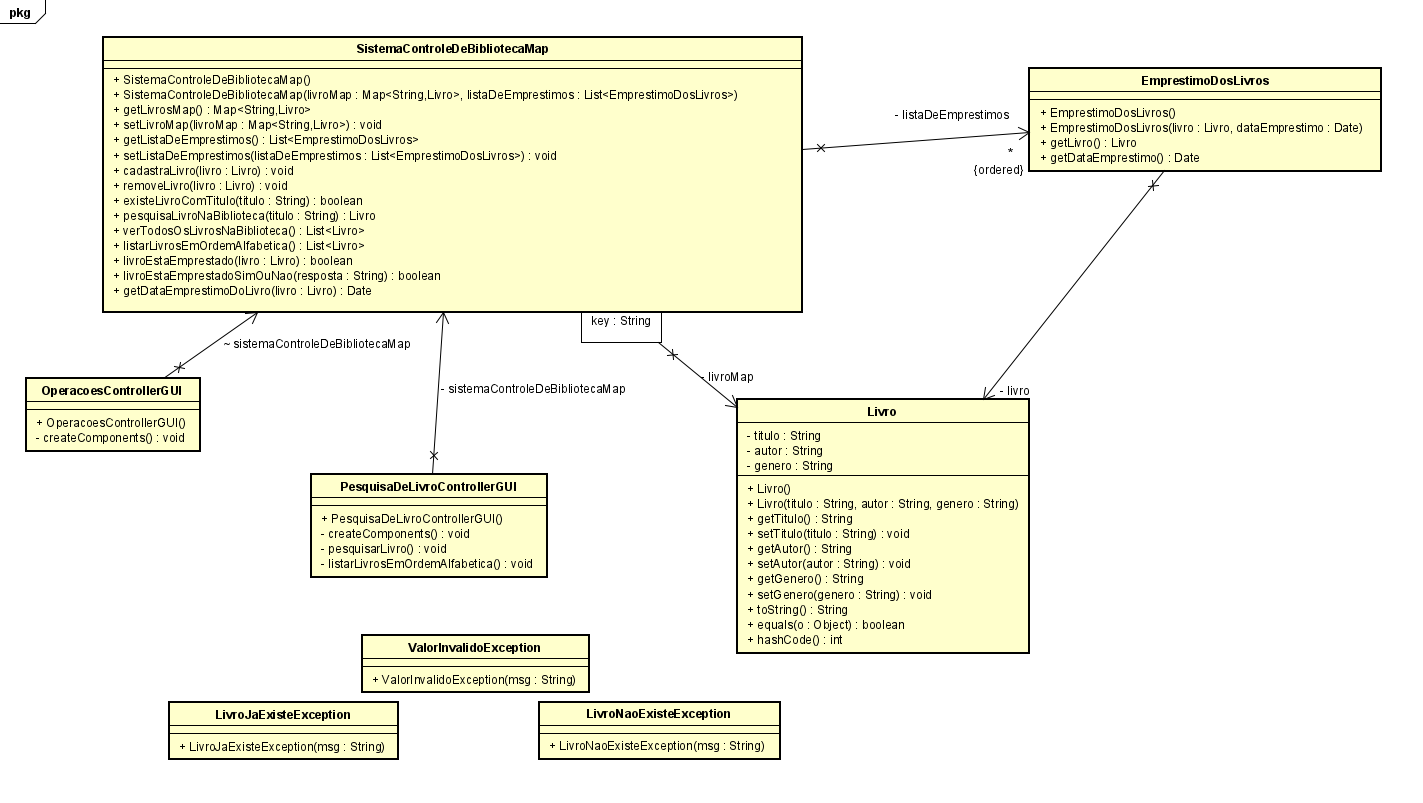 pkg
SistemaControleDeBibliotecaMap
+ SistemaControleDeBibliotecaMap()
+ SistemaControleDeBibliotecaMap(livroMap : Map<String,Livro>, listaDeEmprestimos : List<EmprestimoDosLivros>)
+ getLivrosMap() : Map<String,Livro>
+ setLivroMap(livroMap : Map<String,Livro>) : void
+ getListaDeEmprestimos() : List<EmprestimoDosLivros>
+ setListaDeEmprestimos(listaDeEmprestimos : List<EmprestimoDosLivros>) : void
+ cadastraLivro(livro : Livro) : void
+ removeLivro(livro : Livro) : void
+ existeLivroComTitulo(titulo : String) : boolean
+ pesquisaLivroNaBiblioteca(titulo : String) : Livro
+ verTodosOsLivrosNaBiblioteca() : List<Livro>
+ listarLivrosEmOrdemAlfabetica() : List<Livro>
+ livroEstaEmprestado(livro : Livro) : boolean
+ livroEstaEmprestadoSimOuNao(resposta : String) : boolean
+ getDataEmprestimoDoLivro(livro : Livro) : Date
- listaDeEmprestimos
*
{ordered}
EmprestimoDosLivros
+ EmprestimoDosLivros()
+ EmprestimoDosLivros(livro : Livro, dataEmprestimo : Date)
+ getLivro() : Livro
+ getDataEmprestimo() : Date
key : String
~ sistemaControleDeBibliotecaMap
- sistemaControleDeBibliotecaMap
- livroMap
- livro
OperacoesControllerGUI
+ OperacoesControllerGUI()
- createComponents() : void
PesquisaDeLivroControllerGUI
+ PesquisaDeLivroControllerGUI()
- createComponents() : void
- pesquisarLivro() : void
- listarLivrosEmOrdemAlfabetica() : void
Livro
- titulo : String
- autor : String
- genero : String
+ Livro()
+ Livro(titulo : String, autor : String, genero : String)
+ getTitulo() : String
+ setTitulo(titulo : String) : void
+ getAutor() : String
+ setAutor(autor : String) : void
+ getGenero() : String
+ setGenero(genero : String) : void
+ toString() : String
+ equals(o : Object) : boolean
+ hashCode() : int
ValorInvalidoException
+ ValorInvalidoException(msg : String)
LivroJaExisteException
+ LivroJaExisteException(msg : String)
LivroNaoExisteException
+ LivroNaoExisteException(msg : String)